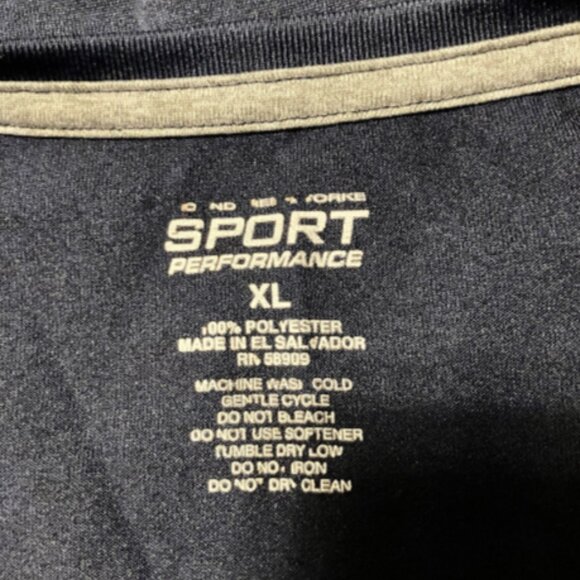 SPORT
PERFORMANCE
XL
100% POLYESTER
MADE IN EL SALVADOR
RN 58909
MACHINE WASH COLD
GENTLE CYCLE
DO NOT BLEACH
DO NOT USE SOFTENER
TUMBLE DRY LOW
DO NOT IRON
DO NOT DRY CLEAN